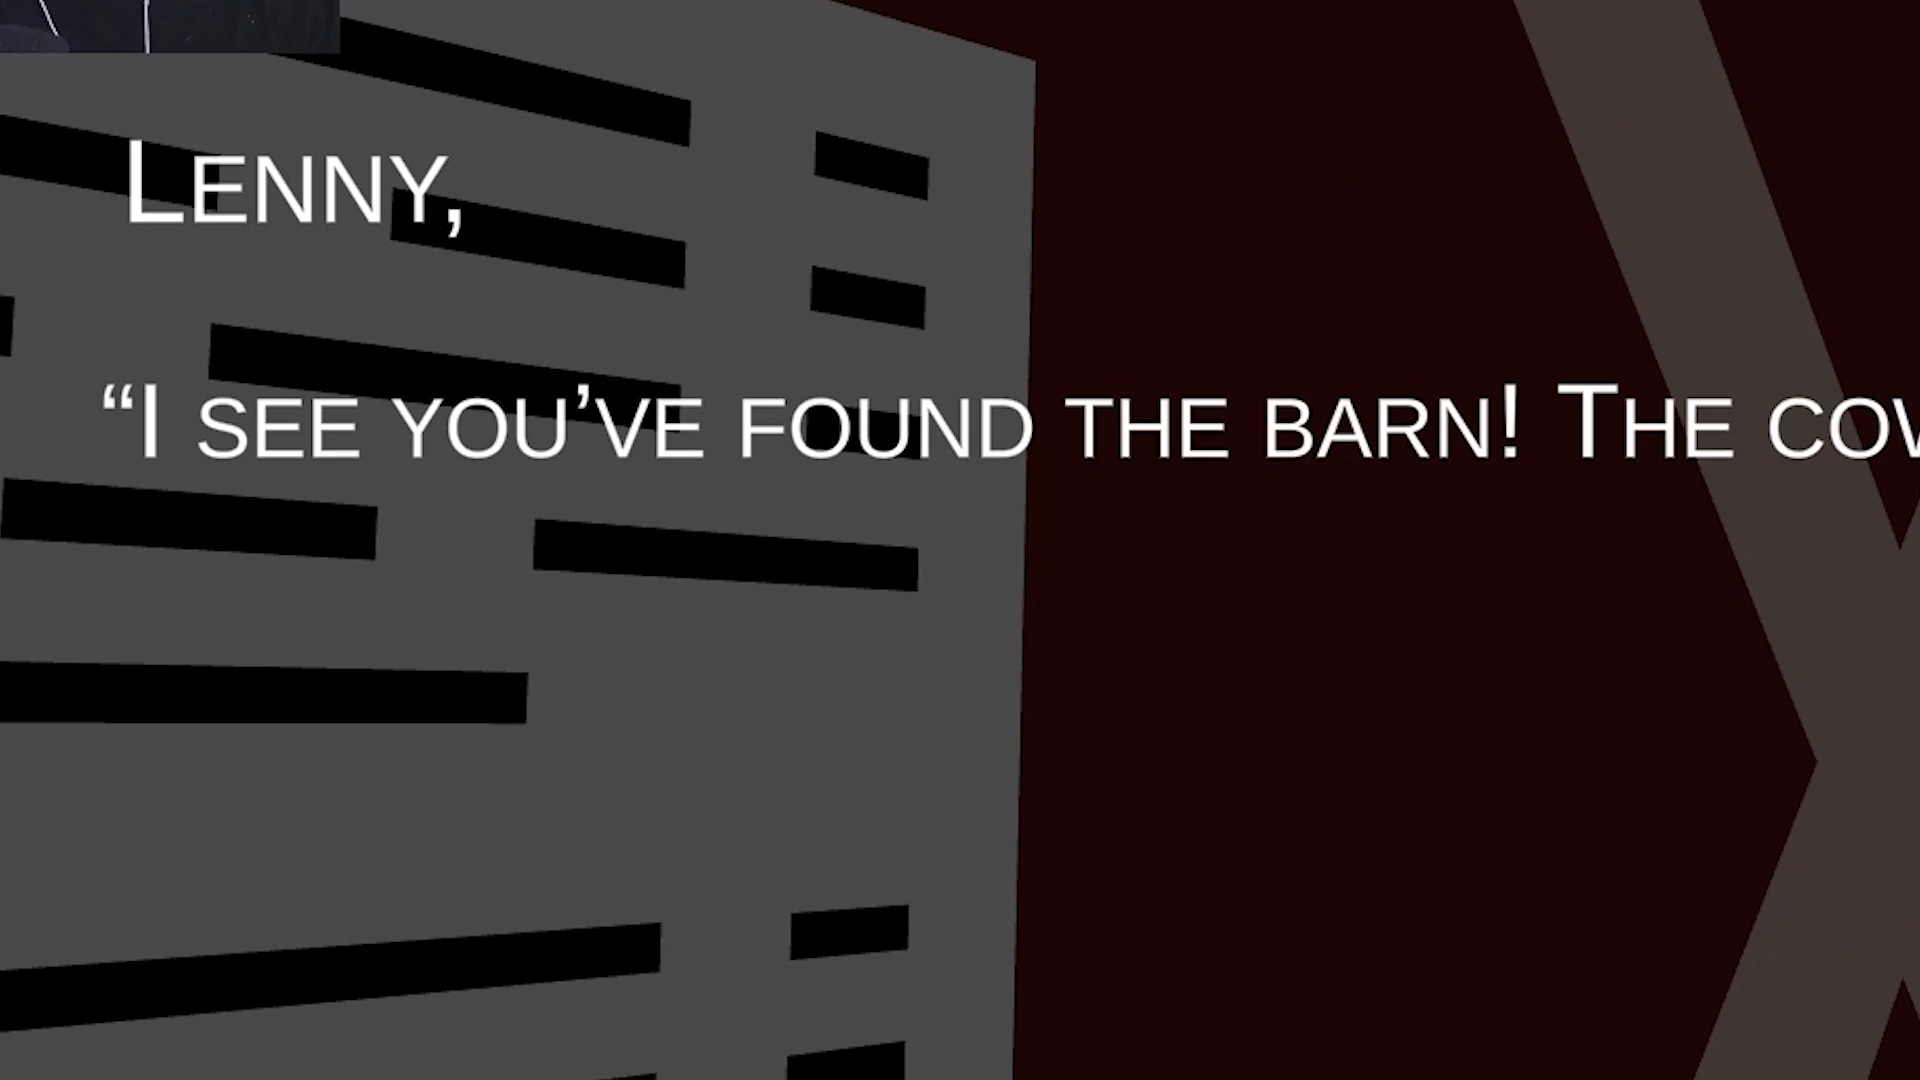 Lenny,
“I see you’ve found the barn! The